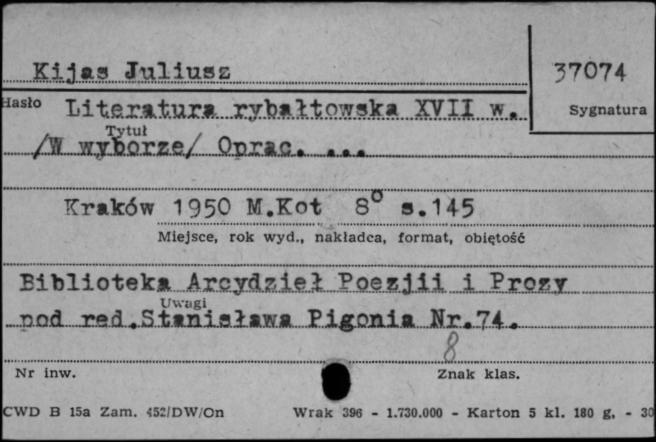 Kijas Juliusz
37074
Hasło Literatura rybałtowska XVII w.
Sygnatura
Tytuł
/W wyborze/ Oprac. ...
Kraków 1950 M.Kot 8° s.145
Miejsce, rok wyd., nakładca, format, objętość
Biblioteka Arcydzieł Poezjii i Prozy
Uwagi
pod red.Stanisława Pigonia Nr.74.
8
Nr inw.
Znak klas.
CWD B 15a Zam. 452/DW/On Wrak 396 - 1.730.000 - Karton 5 kl. 180 g. - 30